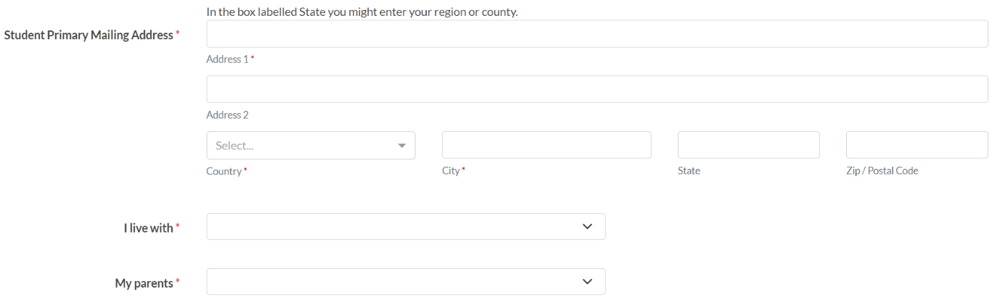 In the box labelled State you might enter your region or county.
Student Primary Mailing Address *
Address 1 *
Address 2
Select...
Country * City * State Zip / Postal Code
I live with *
My parents *